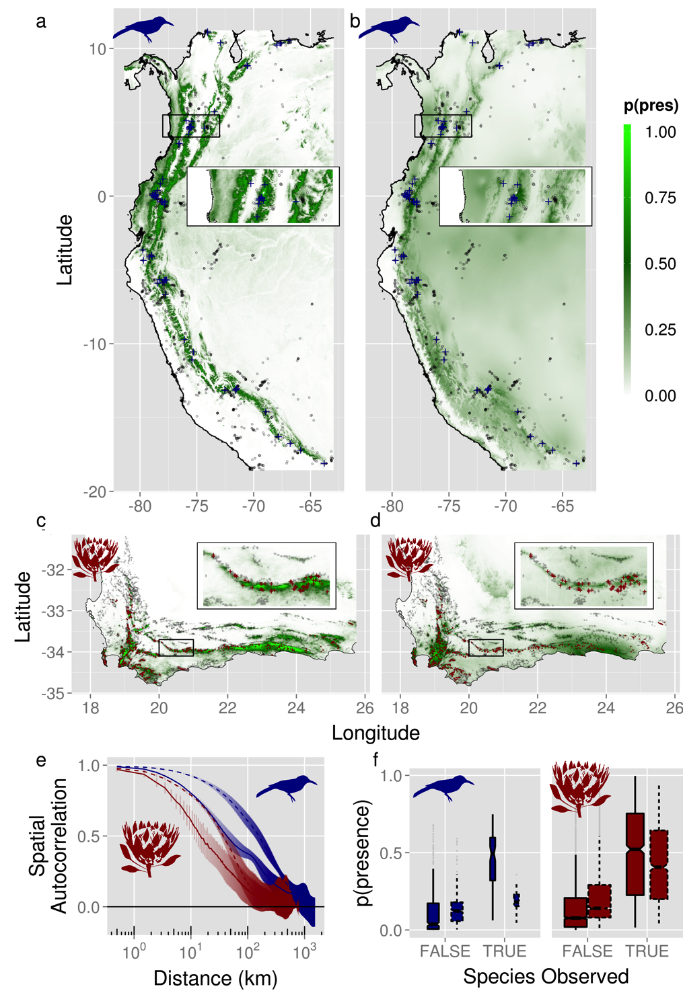 a
b
10
0
-10
-20
Latitude
-80
-75
-70
-65
-80
-75
-70
-65
p(pres)
1.00
0.75
0.50
0.25
0.00
c
d
-32
-33
-34
-35
Latitude
18
20
22
24
26
18
20
22
24
26
Longitude
e
f
1.0
0.5
0.0
Spatial
Autocorrelation
10^0
10^1
10^2
10^3
Distance (km)
1.0
0.5
0.0
p(presence)
FALSE
TRUE
FALSE
TRUE
Species Observed